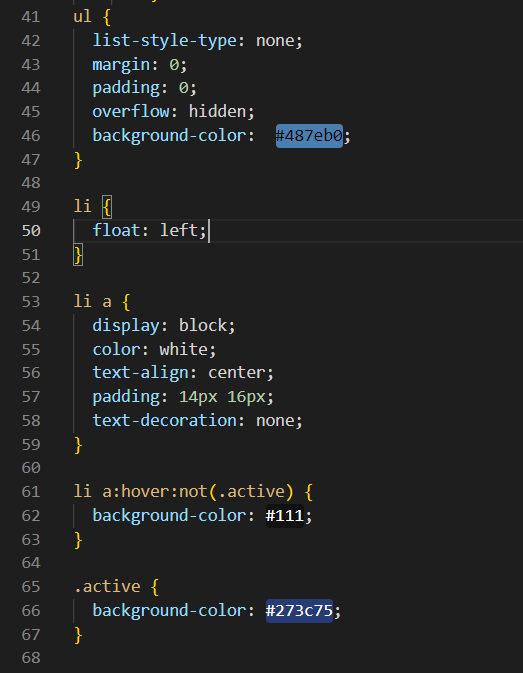 41 ul {
42   list-style-type: none;
43   margin: 0;
44   padding: 0;
45   overflow: hidden;
46   background-color:  #487eb0;
47 }
48
49 li {
50   float: left;
51 }
52
53 li a {
54   display: block;
55   color: white;
56   text-align: center;
57   padding: 14px 16px;
58   text-decoration: none;
59 }
60
61 li a:hover:not(.active) {
62   background-color: #111;
63 }
64
65 .active {
66   background-color: #273c75;
67 }
68